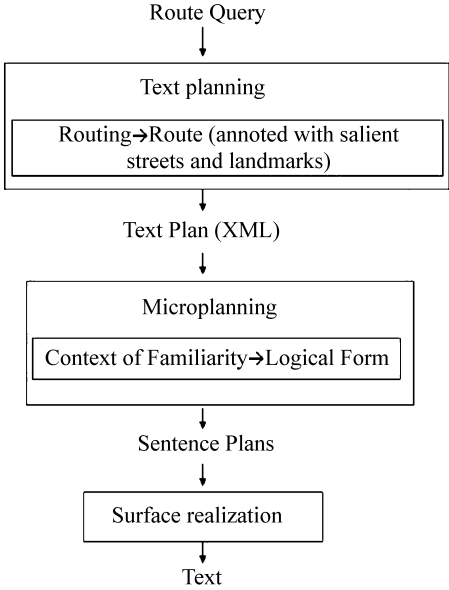 Route Query
Text planning
Routing→Route (annoted with salient
streets and landmarks)
Text Plan (XML)
Microplanning
Context of Familiarity→Logical Form
Sentence Plans
Surface realization
Text